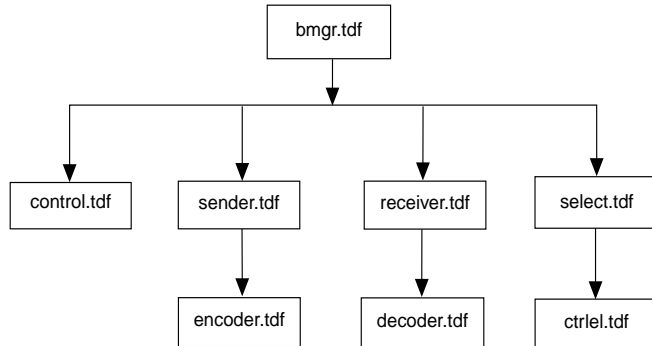 bmgr.tdf
control.tdf
sender.tdf
receiver.tdf
select.tdf
encoder.tdf
decoder.tdf
ctrlel.tdf